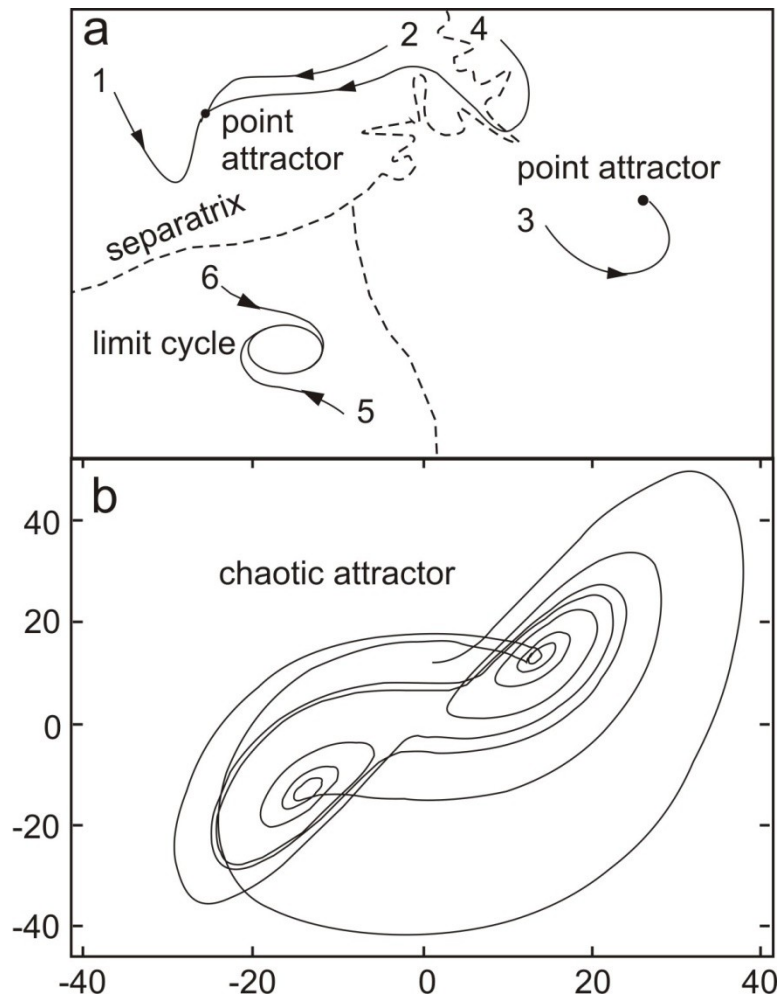 a
2
4
1
point
attractor
point attractor
separatrix
3
6
limit cycle
5
b
40
chaotic attractor
20
0
-20
-40
-40
-20
0
20
40